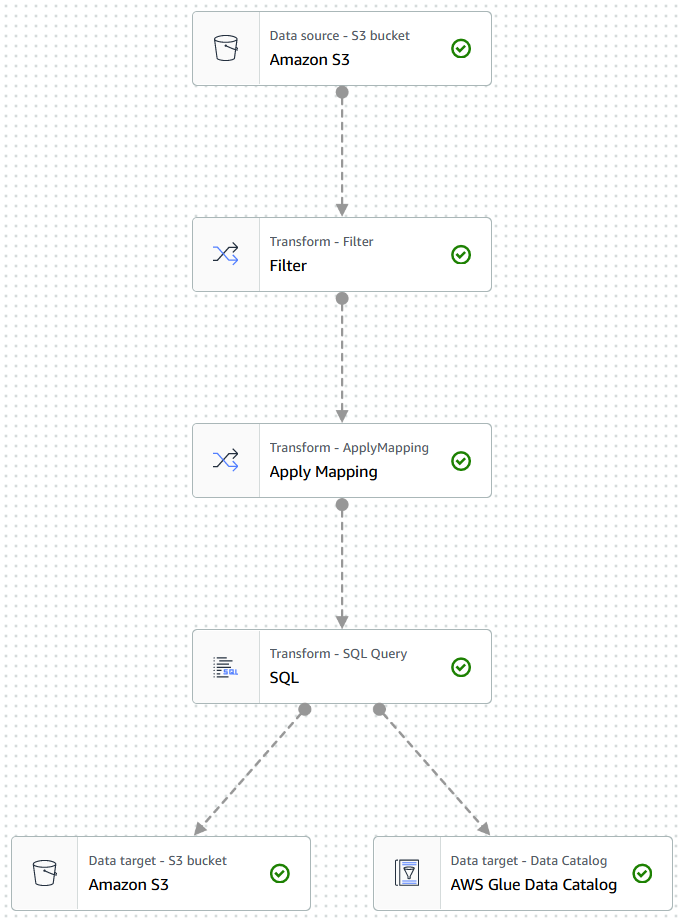 Data source - S3 bucket
Amazon S3
Transform - Filter
Filter
Transform - ApplyMapping
Apply Mapping
Transform - SQL Query
SQL
SQL
Data target - S3 bucket
Amazon S3
Data target - Data Catalog
AWS Glue Data Catalog